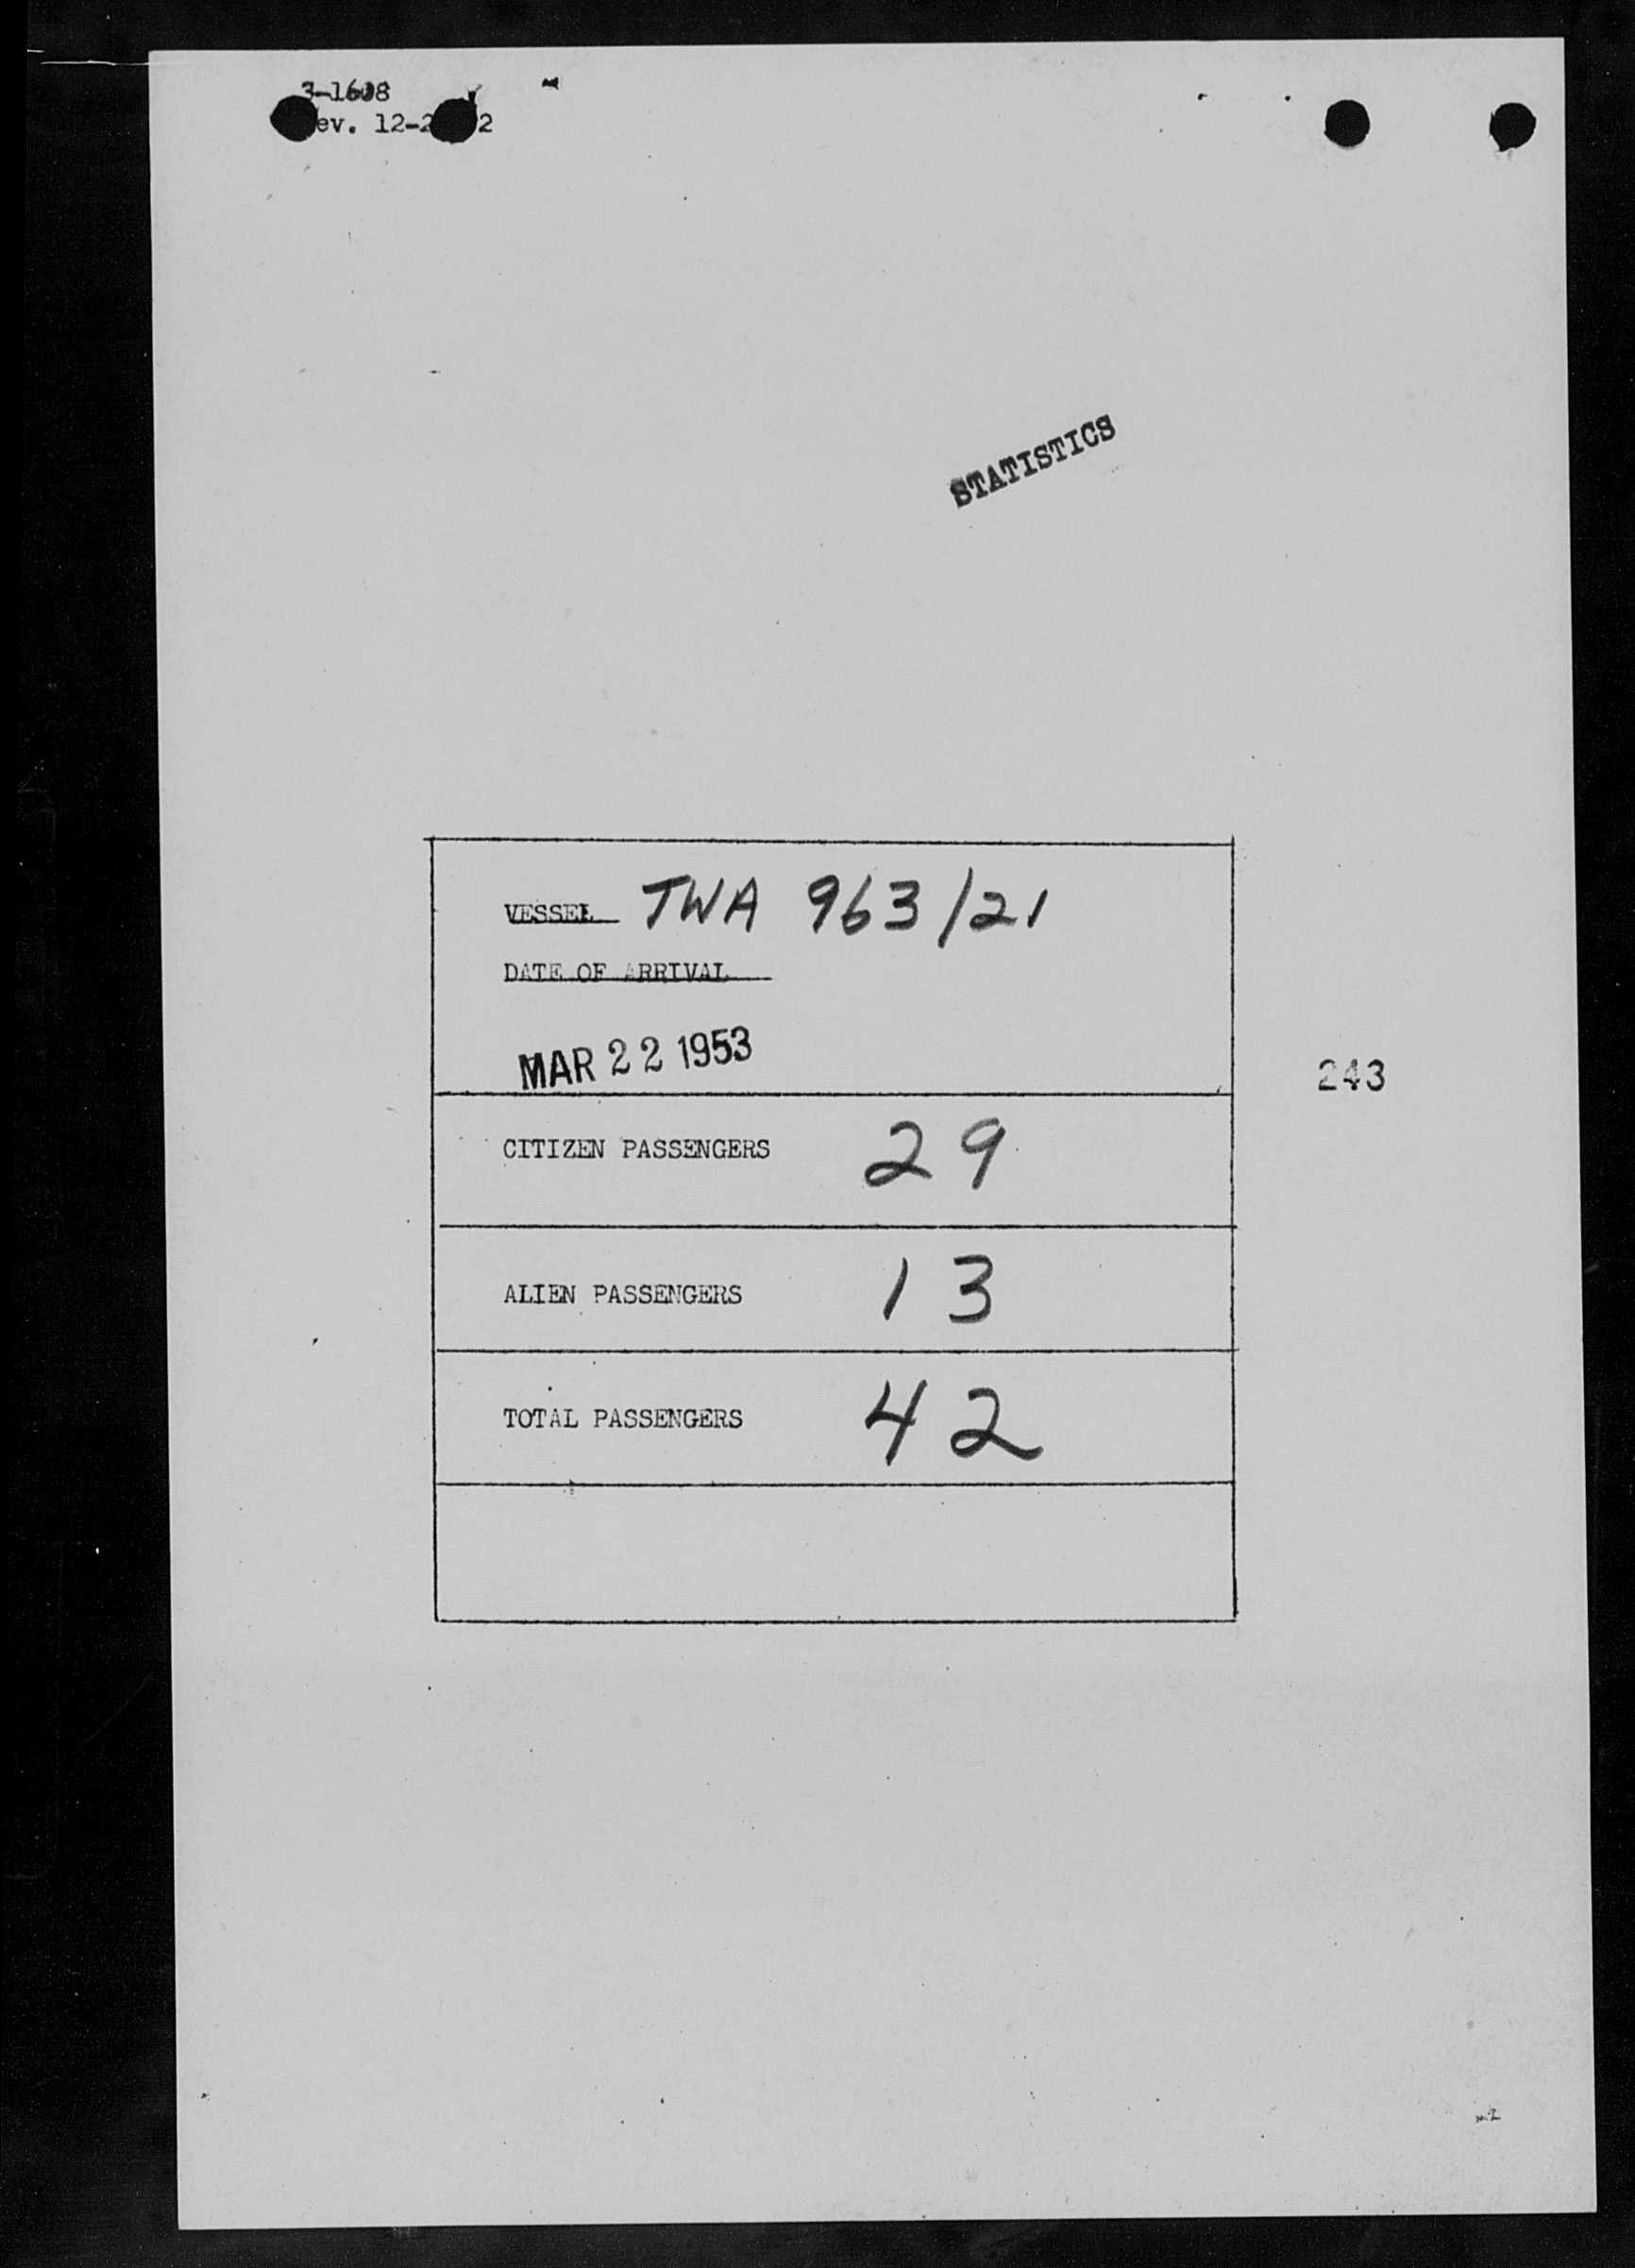 3-1608
ev. 12-2 2
STATISTICS
VESSEL TWA 963/21
DATE OF ARRIVAL
MAR 22 1953
243
CITIZEN PASSENGERS 29
ALIEN PASSENGERS 13
TOTAL PASSENGERS 42